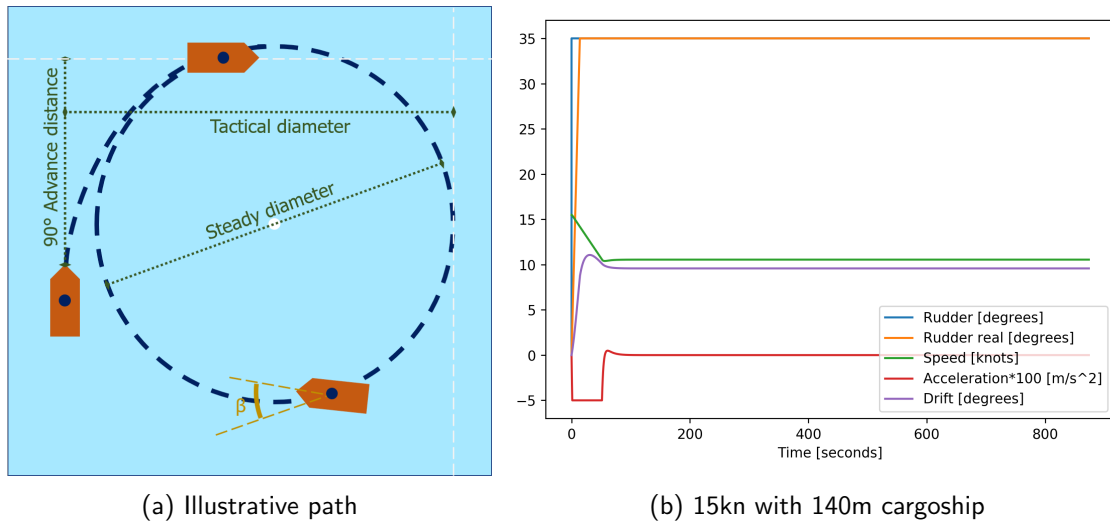 90° Advance distance
Tactical diameter
Steady diameter
β
(a) Illustrative path
35
30
25
20
15
10
5
0
−5
0
200
400
600
800
Time [seconds]
Rudder [degrees]
Rudder real [degrees]
Speed [knots]
Acceleration*100 [m/s^2]
Drift [degrees]
(b) 15kn with 140m cargoship